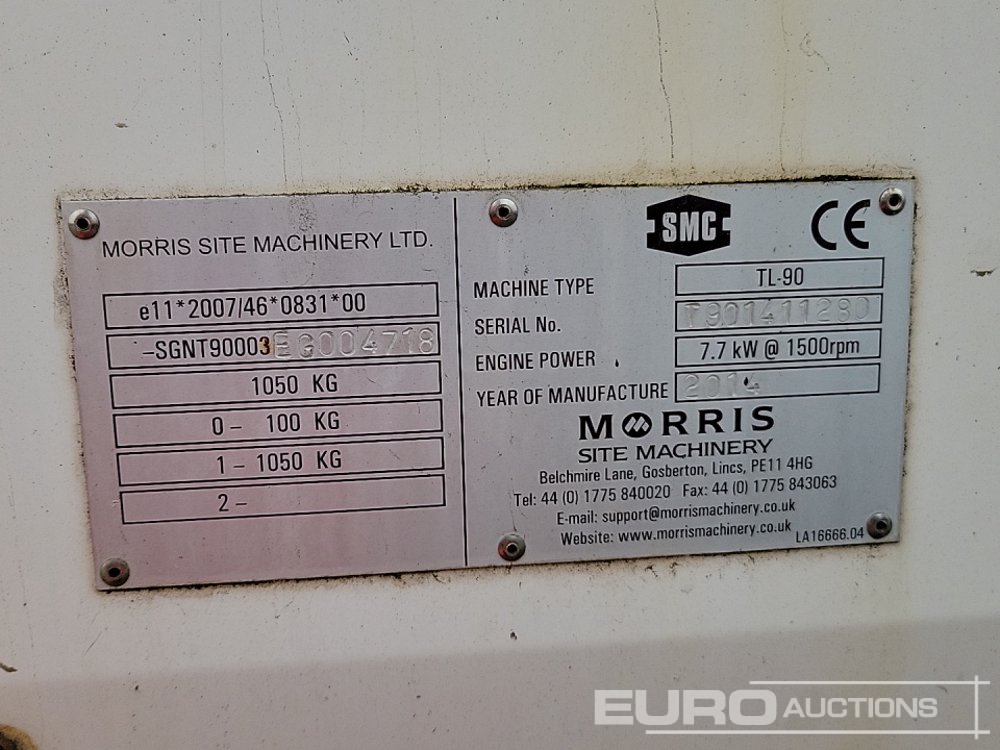 MORRIS SITE MACHINERY LTD.
e11*2007/46*0831*00
–SGNT90003EG004718
1050 KG
0 – 100 KG
1 – 1050 KG
2 –
SMC
CE
MACHINE TYPE TL-90
SERIAL No. T901411280
ENGINE POWER 7.7 kW @ 1500rpm
YEAR OF MANUFACTURE 2014
MORRIS
SITE MACHINERY
Belchmire Lane, Gosberton, Lincs, PE11 4HG
Tel: 44 (0) 1775 840020 Fax: 44 (0) 1775 843063
E-mail: support@morrismachinery.co.uk
Website: www.morrismachinery.co.uk
LA16666.04
EURO AUCTIONS